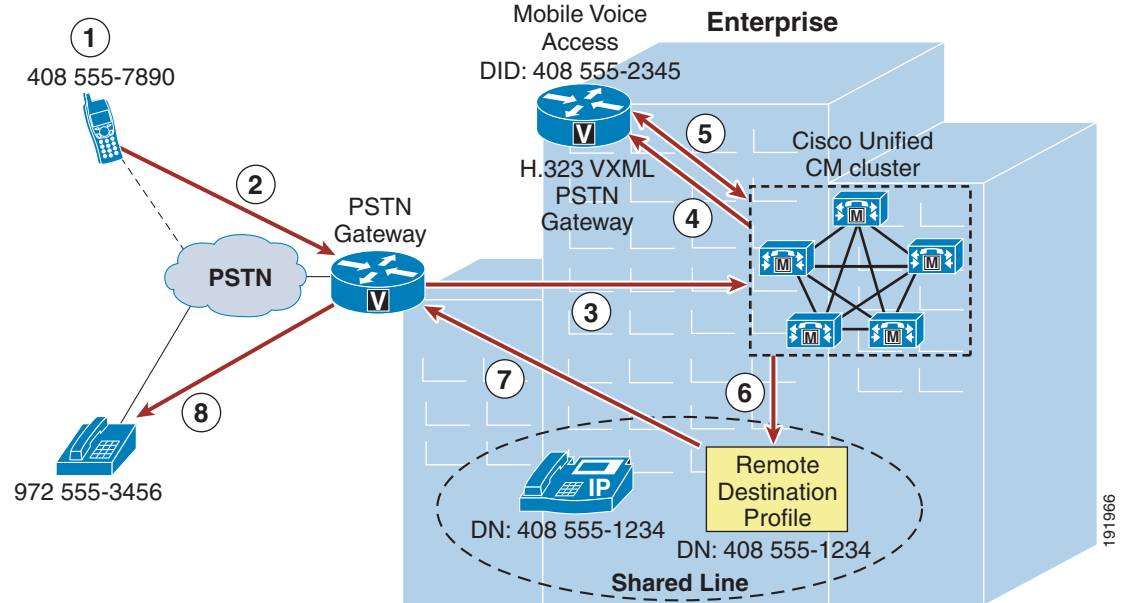 1
408 555-7890
Mobile Voice
Access
DID: 408 555-2345
Enterprise
V
H.323 VXML
PSTN
Gateway
5
4
Cisco Unified
CM cluster
M
M
M
M
M
2
PSTN
Gateway
PSTN
V
3
7
6
8
972 555-3456
IP
DN: 408 555-1234
Remote
Destination
Profile
DN: 408 555-1234
Shared Line
191966